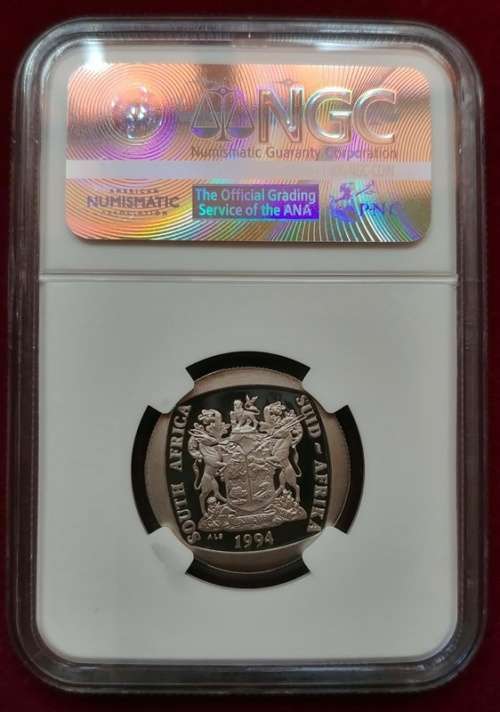 NGC
Numismatic Guaranty Corporation
AMERICAN
NUMISMATIC
ASSOCIATION
The Official Grading
Service of the ANA
P·N·G
SOUTH AFRICA
SUID - AFRIKA
ALS
1994